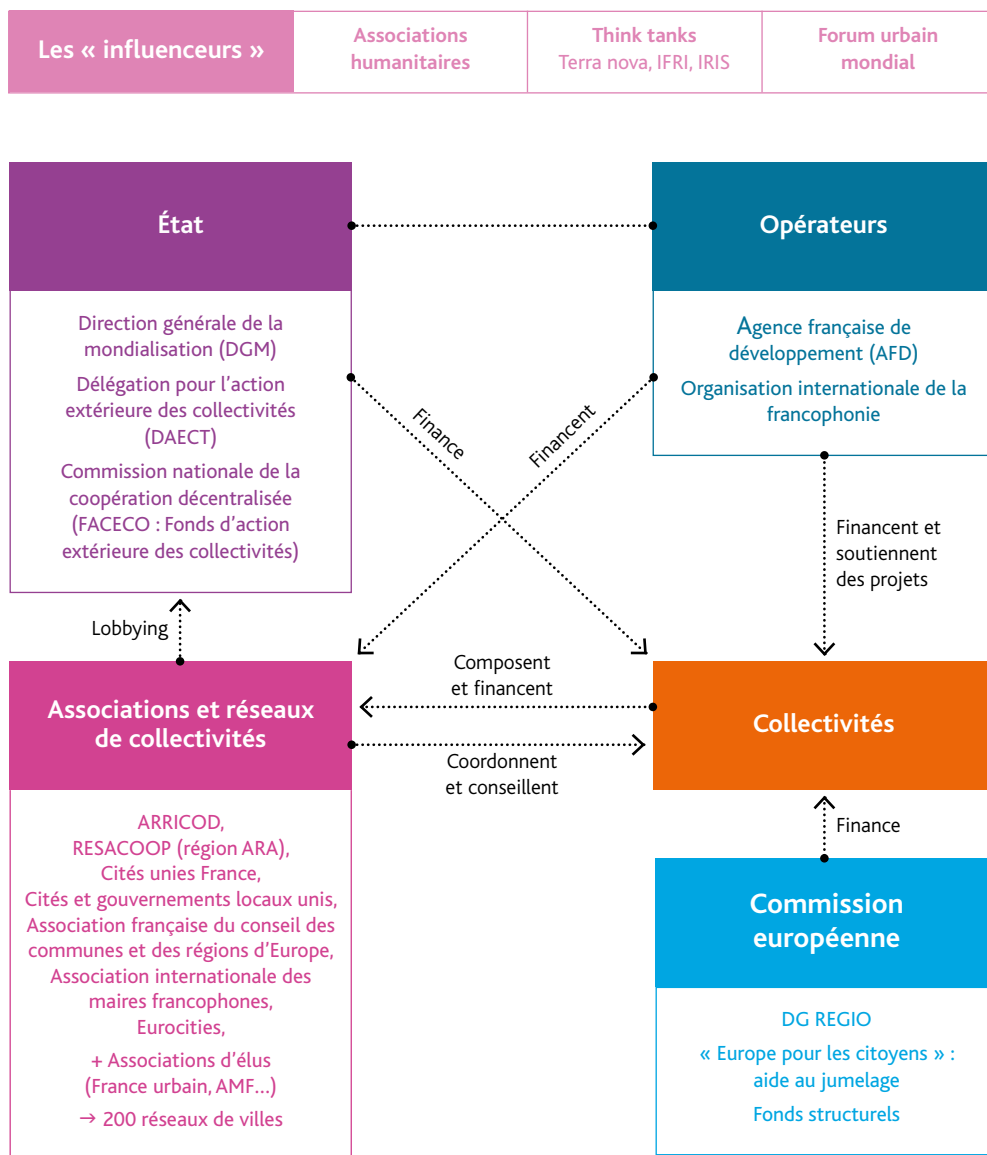 Les « influenceurs »
Associations
humanitaires
Think tanks
Terra nova, IFRI, IRIS
Forum urbain
mondial
État
Direction générale de la
mondialisation (DGM)
Délégation pour l'action
extérieure des collectivités
(DAECT)
Commission nationale de la
coopération décentralisée
(FACECO : Fonds d'action
extérieure des collectivités)
Opérateurs
Agence française de
développement (AFD)
Organisation internationale de la
francophonie
Finance
Financent
Financent et
soutiennent
des projets
Lobbying
Composent
et financent
Coordonnent
et conseillent
Associations et réseaux
de collectivités
ARRICOD,
RESACOOP (région ARA),
Cités unies France,
Cités et gouvernements locaux unis,
Association française du conseil des
communes et des régions d'Europe,
Association internationale des
maires francophones,
Eurocities,
+ Associations d'élus
(France urbain, AMF...)
→ 200 réseaux de villes
Collectivités
Finance
Commission
européenne
DG REGIO
« Europe pour les citoyens » :
aide au jumelage
Fonds structurels